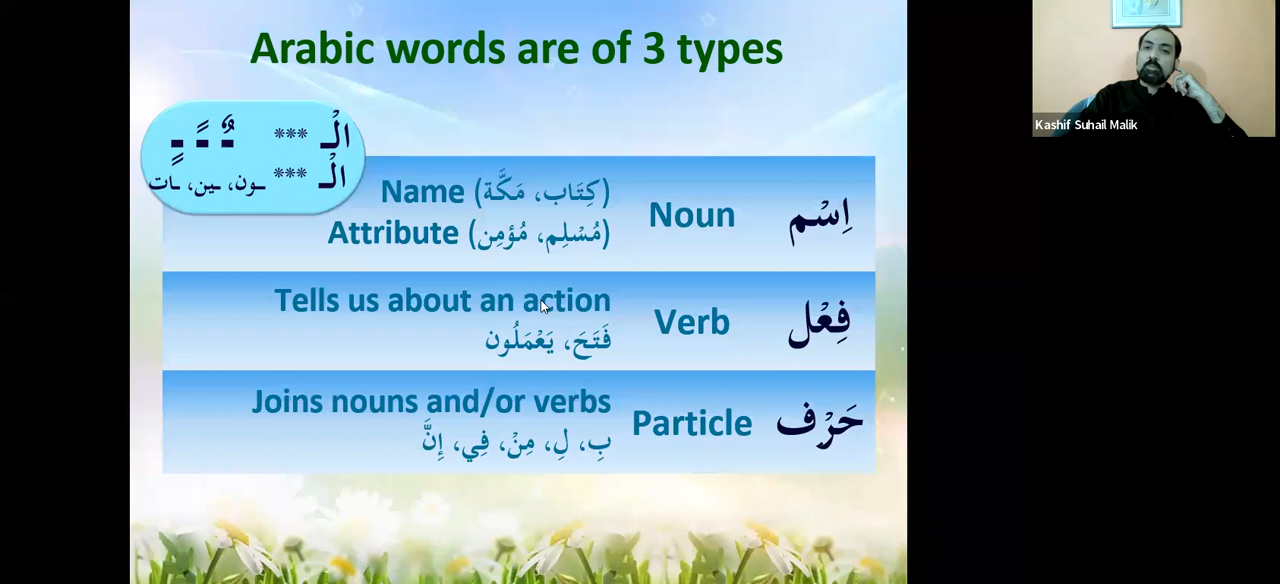 Arabic words are of 3 types
الْـ *** ـٌ ـً ـٍ
الْـ *** ـون، ـين، ـات
اِسْم
Noun
Name (كِتَاب، مَكَّة)
Attribute (مُسْلِم، مُؤمِن)
فِعْل
Verb
Tells us about an action
فَتَحَ، يَعْمَلُون
حَرْف
Particle
Joins nouns and/or verbs
بِ، لِ، مِنْ، فِي، إِنَّ
Kashif Suhail Malik